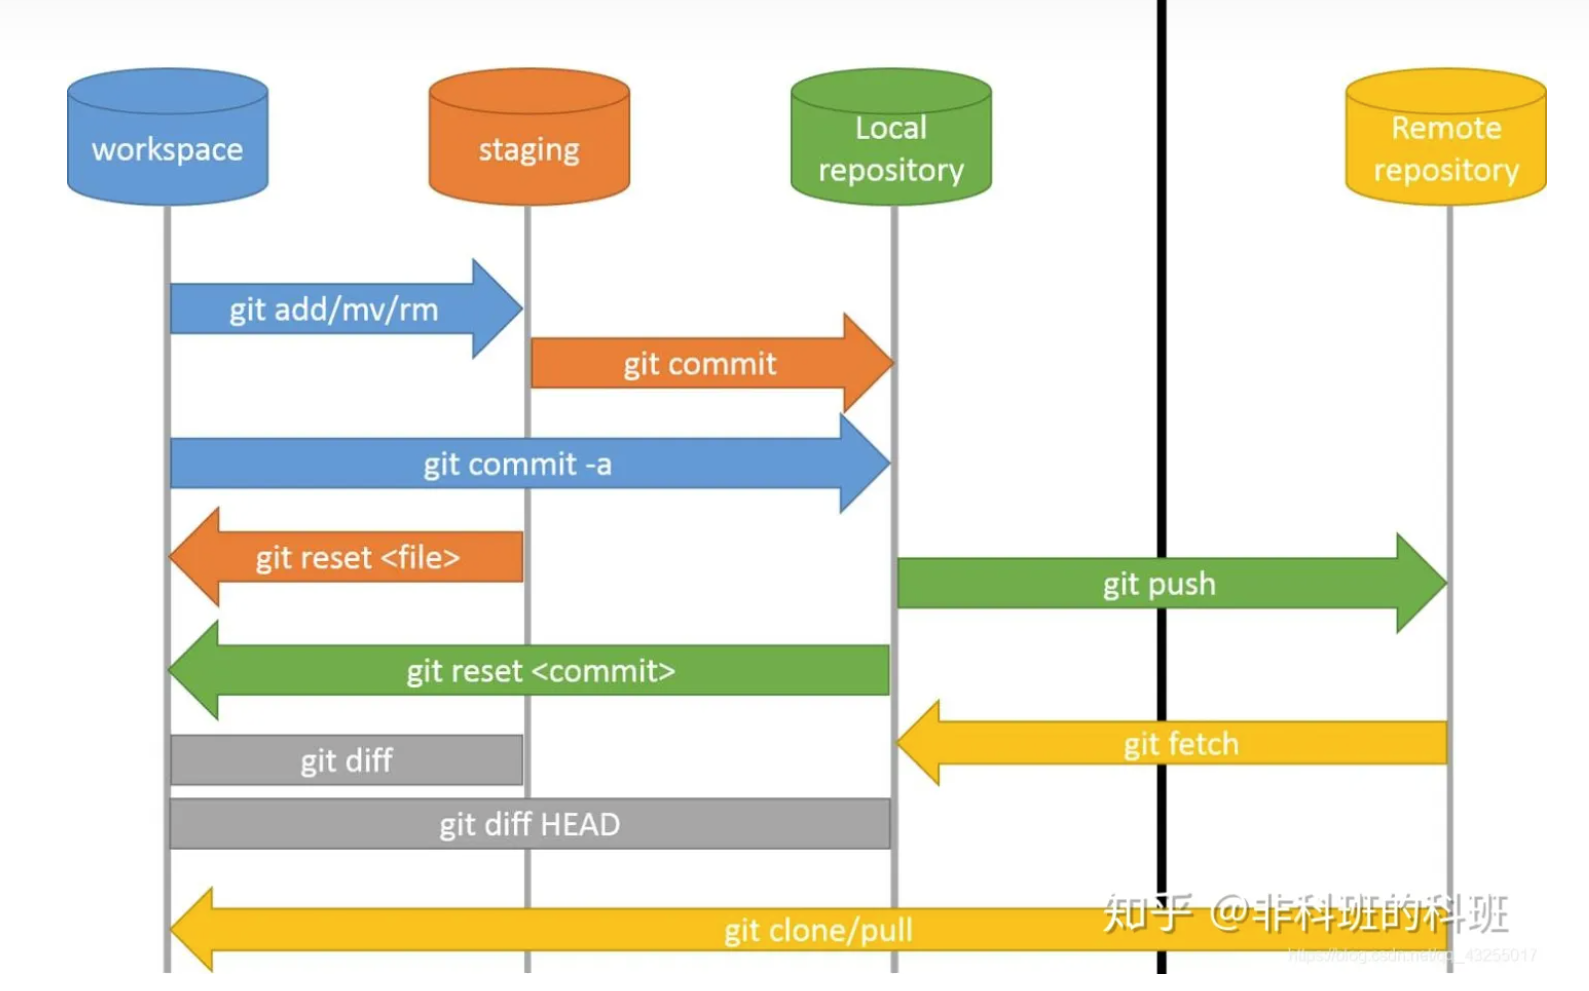 workspace
staging
Local
repository
Remote
repository
git add/mv/rm
git commit
git commit -a
git reset <file>
git push
git reset <commit>
git fetch
git diff
git diff HEAD
知乎 @非科班的科班
git clone/pull
https://blog.csdn.net/qq_43255017